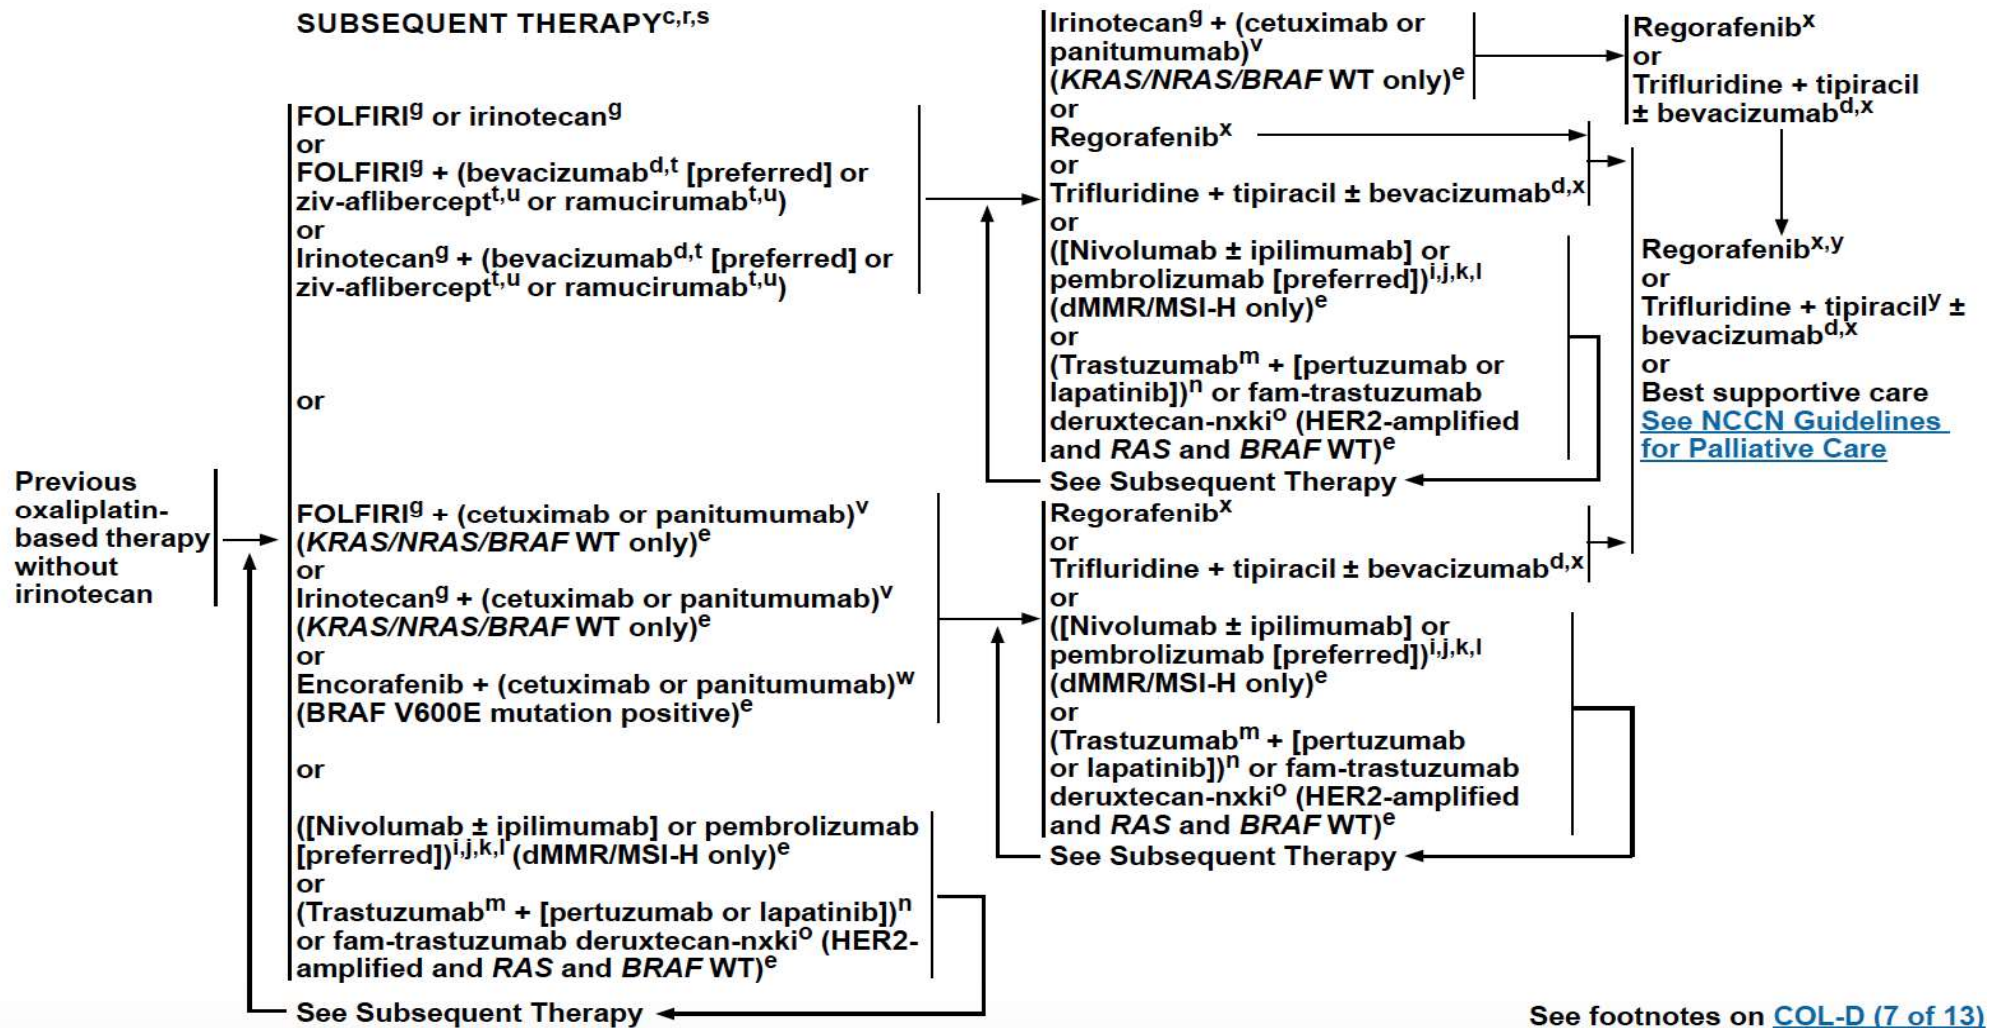 SUBSEQUENT THERAPYc,r,s
Previous
oxaliplatin-
based therapy
without
irinotecan
FOLFIRIg or irinotecang
or
FOLFIRIg + (bevacizumabd,t [preferred] or
ziv-afliberceptt,u or ramucirumabt,u)
or
Irinotecang + (bevacizumabd,t [preferred] or
ziv-afliberceptt,u or ramucirumabt,u)
or
FOLFIRIg + (cetuximab or panitumumab)v
(KRAS/NRAS/BRAF WT only)e
or
Irinotecang + (cetuximab or panitumumab)v
(KRAS/NRAS/BRAF WT only)e
or
Encorafenib + (cetuximab or panitumumab)w
(BRAF V600E mutation positive)e
or
([Nivolumab ± ipilimumab] or pembrolizumab
[preferred])i,j,k,l (dMMR/MSI-H only)e
or
(Trastuzumabm + [pertuzumab or lapatinib])n
or fam-trastuzumab deruxtecan-nxkio (HER2-
amplified and RAS and BRAF WT)e
See Subsequent Therapy
Irinotecang + (cetuximab or
panitumumab)v
(KRAS/NRAS/BRAF WT only)e
or
Regorafenibx
or
Trifluridine + tipiracil ± bevacizumabd,x
or
([Nivolumab ± ipilimumab] or
pembrolizumab [preferred])i,j,k,l
(dMMR/MSI-H only)e
or
(Trastuzumabm + [pertuzumab or
lapatinib])n or fam-trastuzumab
deruxtecan-nxkio (HER2-amplified
and RAS and BRAF WT)e
See Subsequent Therapy
Regorafenibx
or
Trifluridine + tipiracil ± bevacizumabd,x
or
([Nivolumab ± ipilimumab] or
pembrolizumab [preferred])i,j,k,l
(dMMR/MSI-H only)e
or
(Trastuzumabm + [pertuzumab
or lapatinib])n or fam-trastuzumab
deruxtecan-nxkio (HER2-amplified
and RAS and BRAF WT)e
See Subsequent Therapy
Regorafenibx
or
Trifluridine + tipiracil
± bevacizumabd,x
Regorafenibx,y
or
Trifluridine + tipiracily ±
bevacizumabd,x
or
Best supportive care
See NCCN Guidelines
for Palliative Care
See footnotes on COL-D (7 of 13)